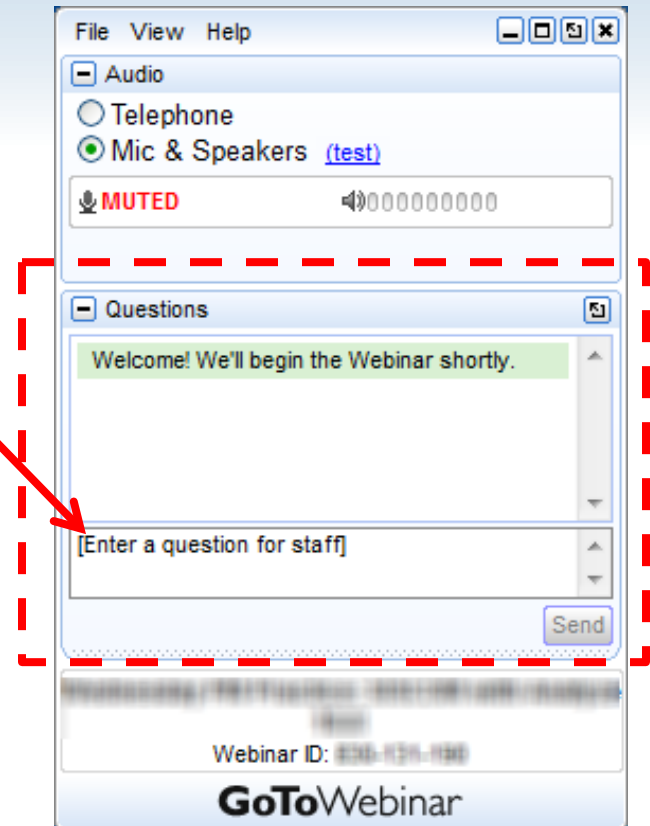 File View Help
Audio
Telephone
Mic & Speakers (test)
MUTED 000000000
Questions
Welcome! We'll begin the Webinar shortly.
[Enter a question for staff]
Send
Webinar ID:
GoToWebinar